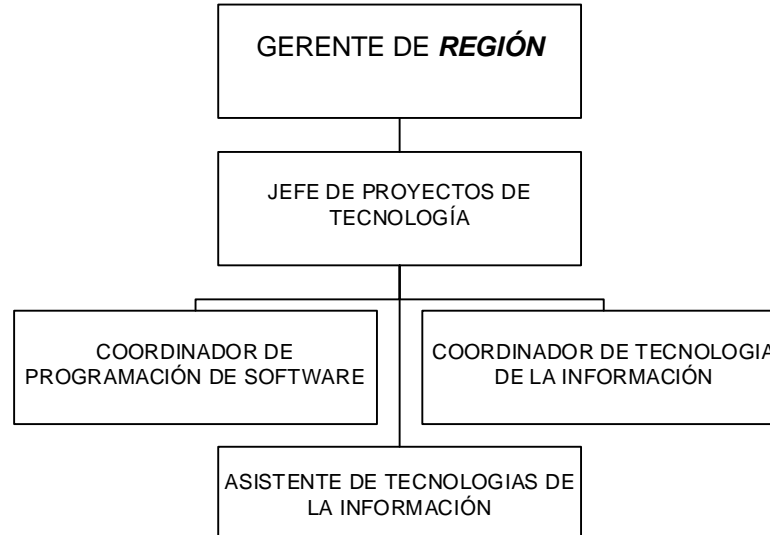 GERENTE DE REGIÓN
JEFE DE PROYECTOS DE
TECNOLOGÍA
COORDINADOR DE
PROGRAMACIÓN DE SOFTWARE
COORDINADOR DE TECNOLOGIA
DE LA INFORMACIÓN
ASISTENTE DE TECNOLOGIAS DE
LA INFORMACIÓN